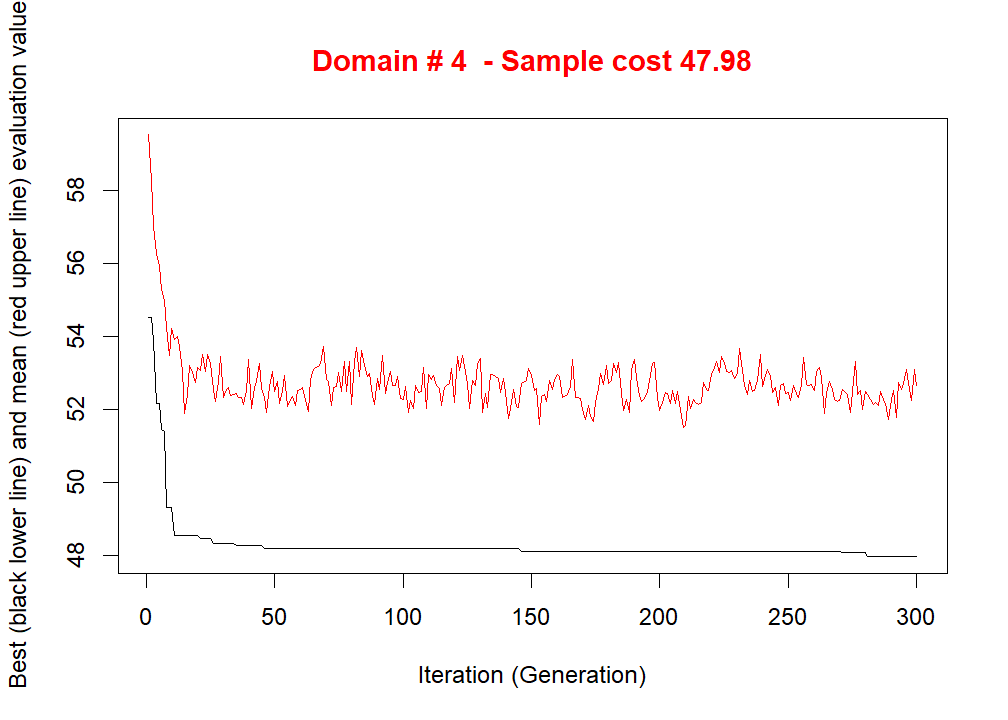 Domain # 4  - Sample cost 47.98
Best (black lower line) and mean (red upper line) evaluation value
58
56
54
52
50
48
0 50 100 150 200 250 300
Iteration (Generation)